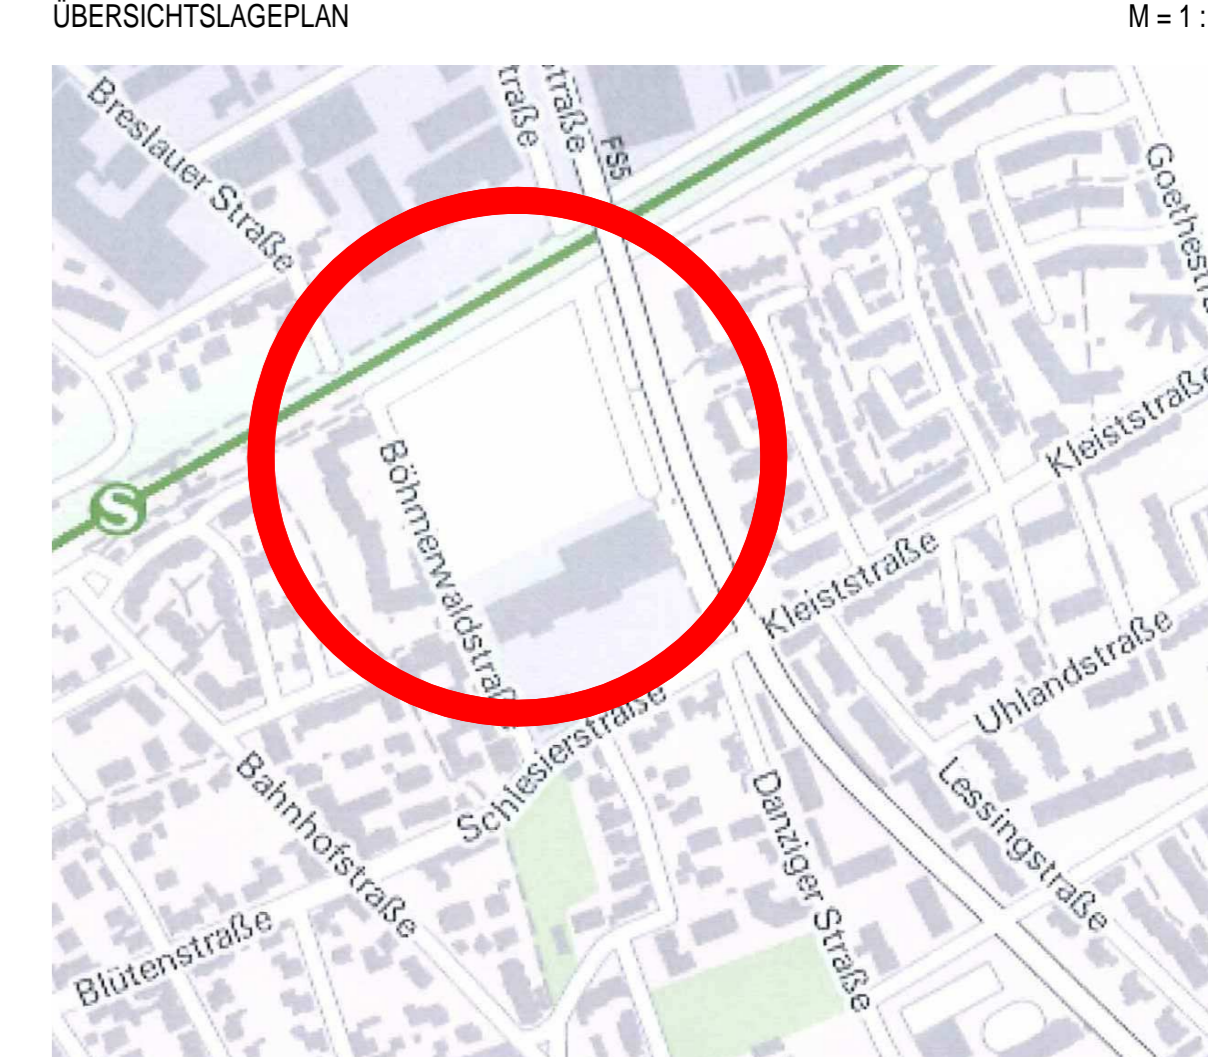 ÜBERSICHTSLAGEPLAN
M = 1 :
Breslauer Straße
traße
traße
FS5
Goethestra
Kleiststraße
Böhmerwaldstraße
S
Kleiststraße
Uhlandstraße
Schlesierstraße
Bahnhofstraße
Danziger Straße
Lessingstraße
Blütenstraße